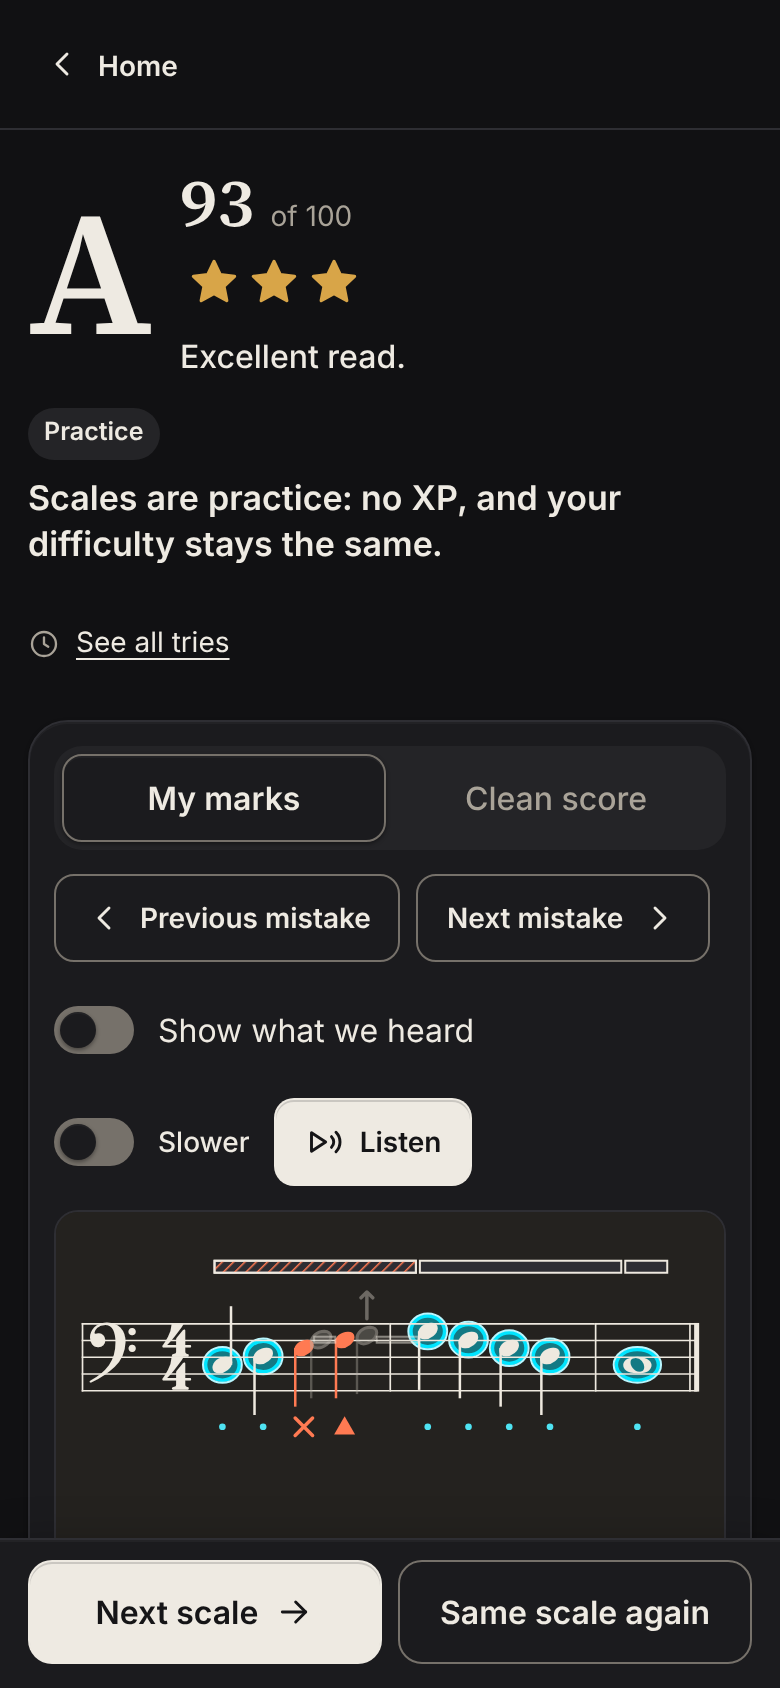 Home
A
93 of 100
Excellent read.
Practice
Scales are practice: no XP, and your
difficulty stays the same.
See all tries
My marks
Clean score
Previous mistake
Next mistake
Show what we heard
Slower
Listen
4
4
Next scale
Same scale again